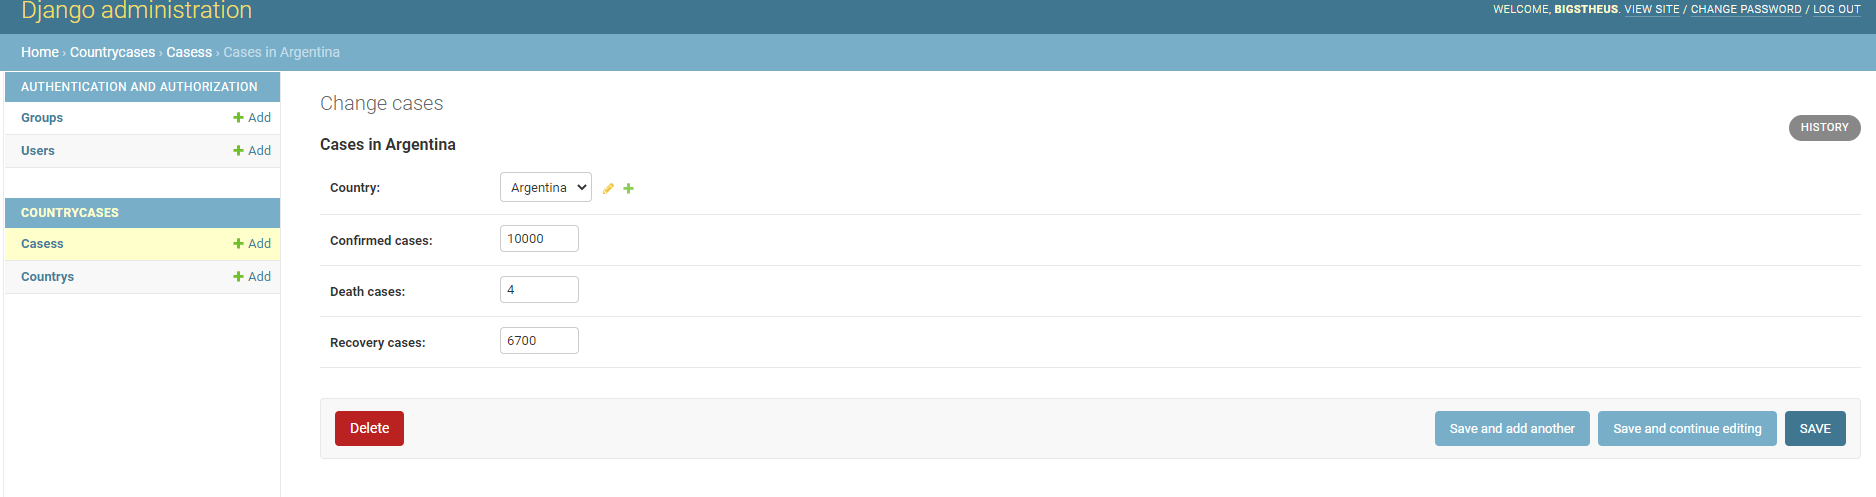 Django administration
WELCOME, BIGSTHEUS. VIEW SITE / CHANGE PASSWORD / LOG OUT
Home › Countrycases › Casess › Cases in Argentina
AUTHENTICATION AND AUTHORIZATION
Groups + Add
Users + Add
COUNTRYCASES
Casess + Add
Countrys + Add
Change cases
HISTORY
Cases in Argentina
Country: Argentina
Confirmed cases: 10000
Death cases: 4
Recovery cases: 6700
Delete Save and add another Save and continue editing SAVE